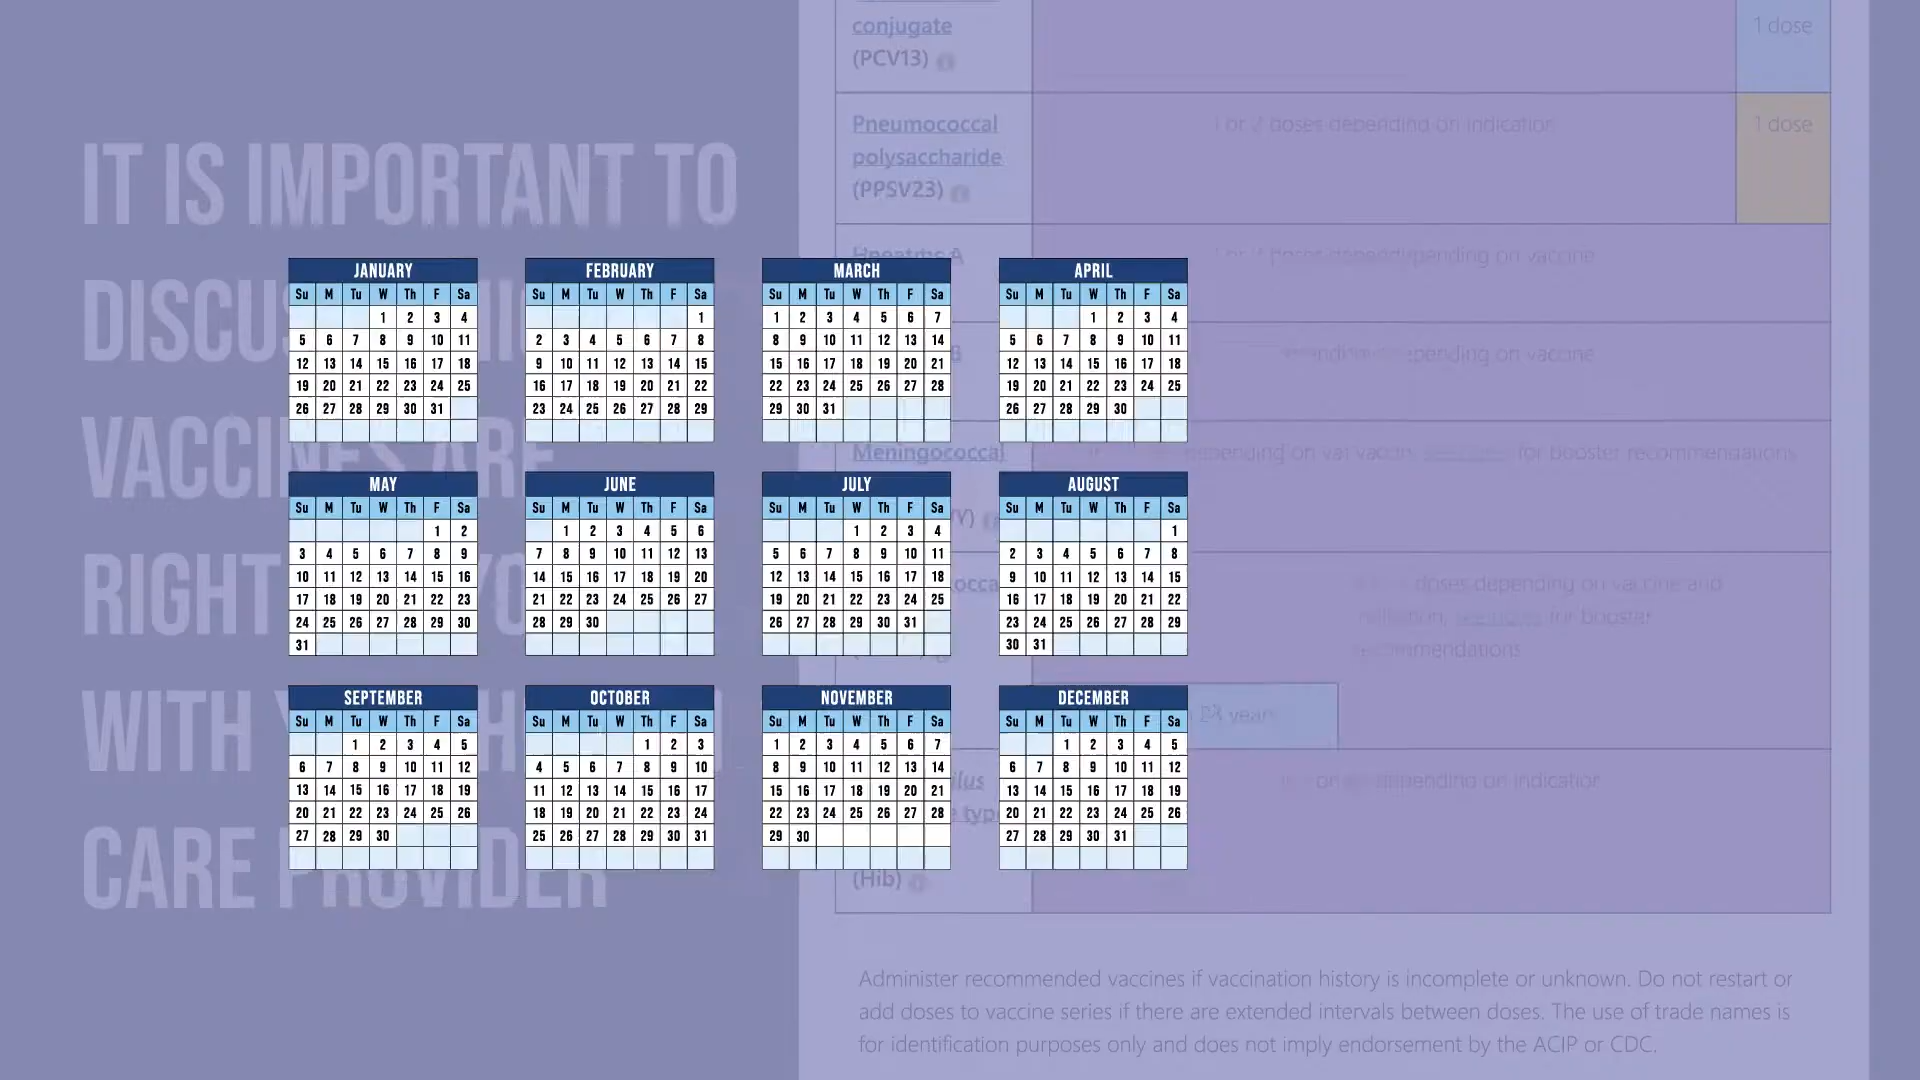 IT IS IMPORTANT TO
VACCINES ARE
RIGHT
WITH
CARE PROVIDER
JANUARY
Su M Tu W Th F Sa
1 2 3 4
5 6 7 8 9 10 11
12 13 14 15 16 17 18
19 20 21 22 23 24 25
26 27 28 29 30 31
FEBRUARY
Su M Tu W Th F Sa
1
2 3 4 5 6 7 8
9 10 11 12 13 14 15
16 17 18 19 20 21 22
23 24 25 26 27 28 29
MARCH
Su M Tu W Th F Sa
1 2 3 4 5 6 7
8 9 10 11 12 13 14
15 16 17 18 19 20 21
22 23 24 25 26 27 28
29 30 31
APRIL
Su M Tu W Th F Sa
1 2 3 4
5 6 7 8 9 10 11
12 13 14 15 16 17 18
19 20 21 22 23 24 25
26 27 28 29 30
MAY
Su M Tu W Th F Sa
1 2
3 4 5 6 7 8 9
10 11 12 13 14 15 16
17 18 19 20 21 22 23
24 25 26 27 28 29 30
31
JUNE
Su M Tu W Th F Sa
1 2 3 4 5 6
7 8 9 10 11 12 13
14 15 16 17 18 19 20
21 22 23 24 25 26 27
28 29 30
JULY
Su M Tu W Th F Sa
1 2 3 4
5 6 7 8 9 10 11
12 13 14 15 16 17 18
19 20 21 22 23 24 25
26 27 28 29 30 31
AUGUST
Su M Tu W Th F Sa
1
2 3 4 5 6 7 8
9 10 11 12 13 14 15
16 17 18 19 20 21 22
23 24 25 26 27 28 29
30 31
SEPTEMBER
Su M Tu W Th F Sa
1 2 3 4 5
6 7 8 9 10 11 12
13 14 15 16 17 18 19
20 21 22 23 24 25 26
27 28 29 30
OCTOBER
Su M Tu W Th F Sa
1 2 3
4 5 6 7 8 9 10
11 12 13 14 15 16 17
18 19 20 21 22 23 24
25 26 27 28 29 30 31
NOVEMBER
Su M Tu W Th F Sa
1 2 3 4 5 6 7
8 9 10 11 12 13 14
15 16 17 18 19 20 21
22 23 24 25 26 27 28
29 30
DECEMBER
Su M Tu W Th F Sa
1 2 3 4 5
6 7 8 9 10 11 12
13 14 15 16 17 18 19
20 21 22 23 24 25 26
27 28 29 30 31
conjugate
(PCV13)
1 dose
Pneumococcal
polysaccharide
(PPSV23)
1 or 2 doses depending on indication
1 dose
depending on vaccine
depending on vaccine
Meningococcal
depending on for booster recommendations
doses depending on vaccine and
for booster
recommendations
years
depending on indication
(Hib)
Administer recommended vaccines if vaccination history is incomplete or unknown. Do not restart or
add doses to vaccine series if there are extended intervals between doses. The use of trade names is
for identification purposes only and does not imply endorsement by the ACIP or CDC.